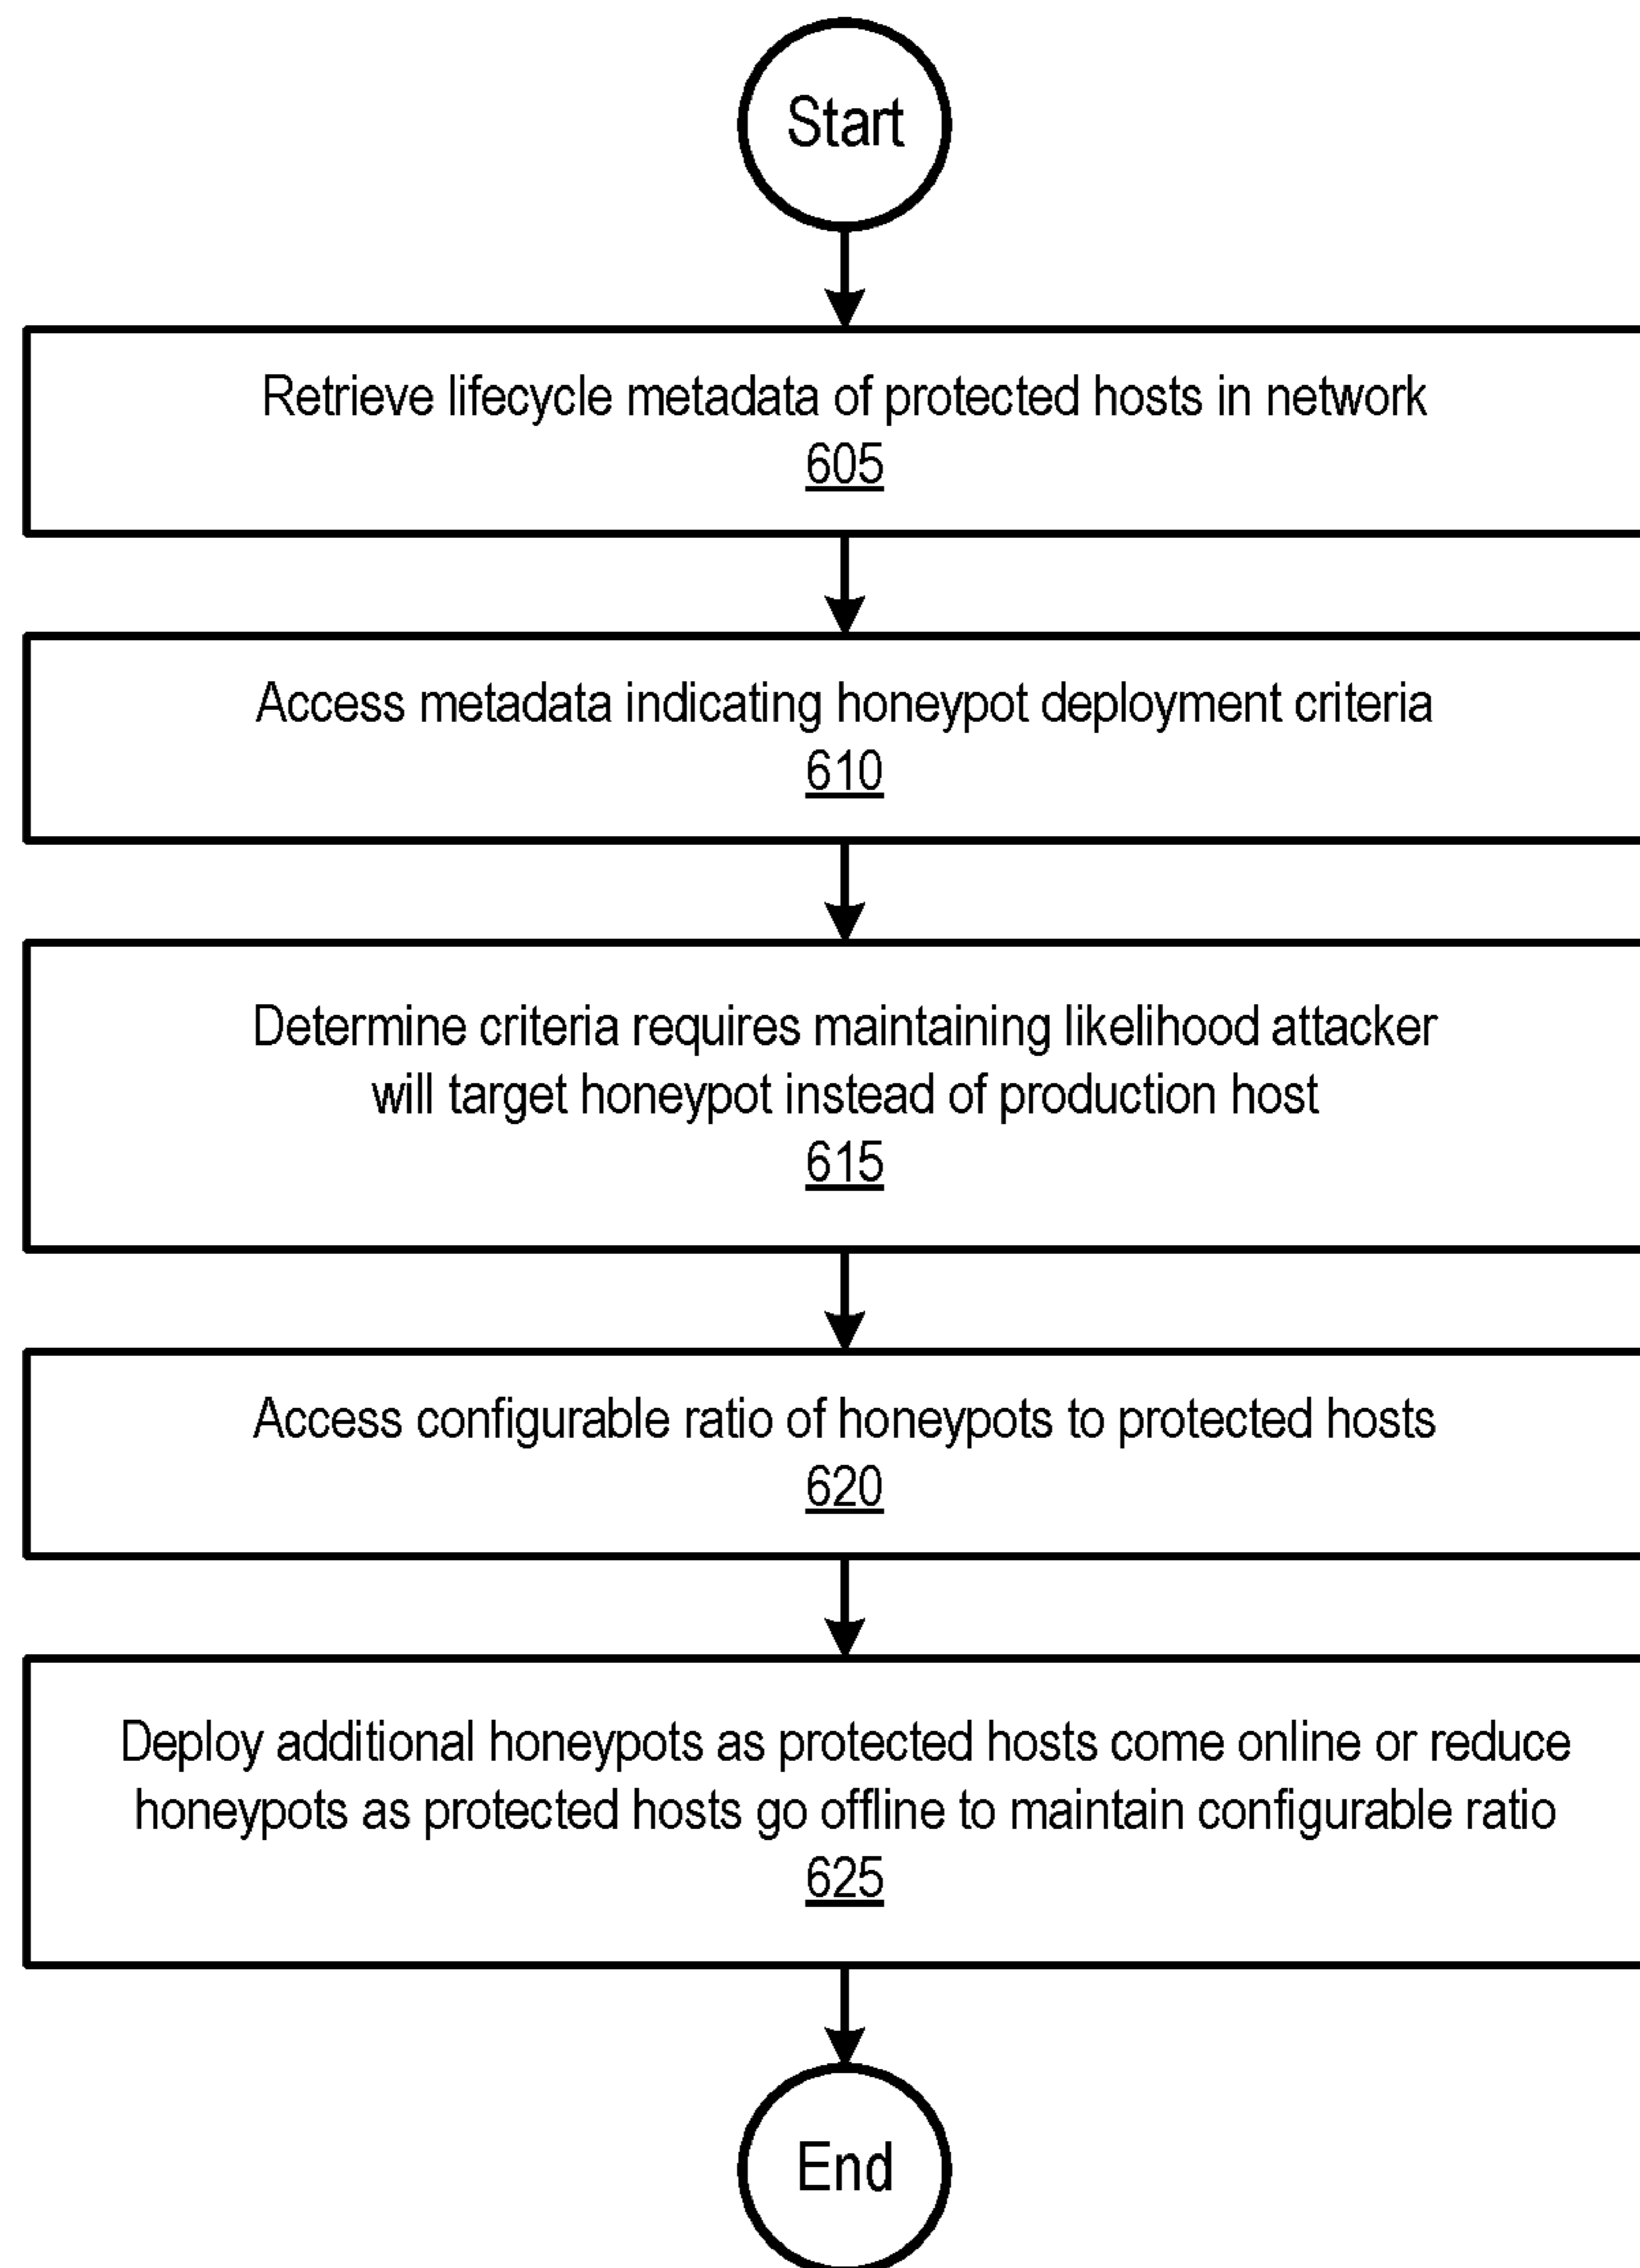 Start
Retrieve lifecycle metadata of protected hosts in network
605
Access metadata indicating honeypot deployment criteria
610
Determine criteria requires maintaining likelihood attacker
will target honeypot instead of production host
615
Access configurable ratio of honeypots to protected hosts
620
Deploy additional honeypots as protected hosts come online or reduce
honeypots as protected hosts go offline to maintain configurable ratio
625
End